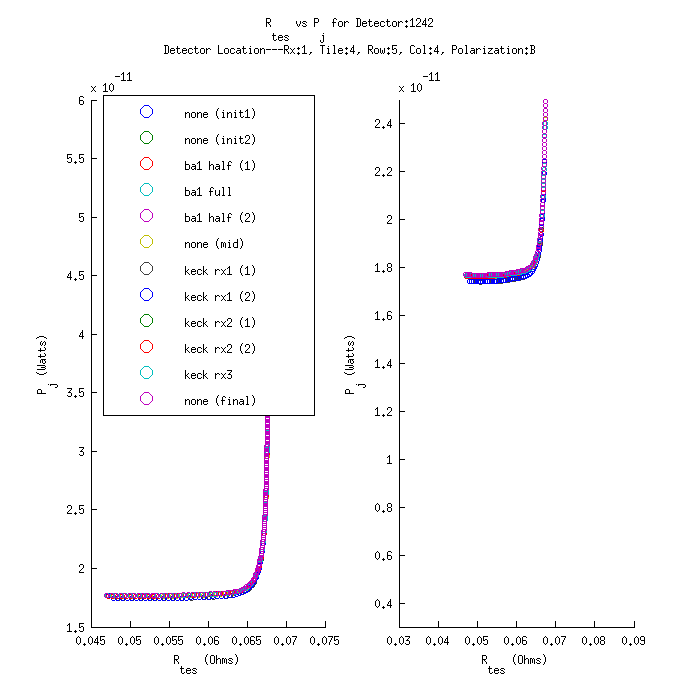 R_tes vs P_j for Detector:1242
Detector Location---Rx:1, Tile:4, Row:5, Col:4, Polarization:B
x 10^-11
x 10^-11
6
5.5
5
4.5
4
3.5
3
2.5
2
1.5
P_j (Watts)
none (init1)
none (init2)
ba1 half (1)
ba1 full
ba1 half (2)
none (mid)
keck rx1 (1)
keck rx1 (2)
keck rx2 (1)
keck rx2 (2)
keck rx3
none (final)
0.045 0.05 0.055 0.06 0.065 0.07 0.075
R_tes (Ohms)
2.4
2.2
2
1.8
1.6
1.4
1.2
1
0.8
0.6
0.4
P_j (Watts)
0.03 0.04 0.05 0.06 0.07 0.08 0.09
R_tes (Ohms)